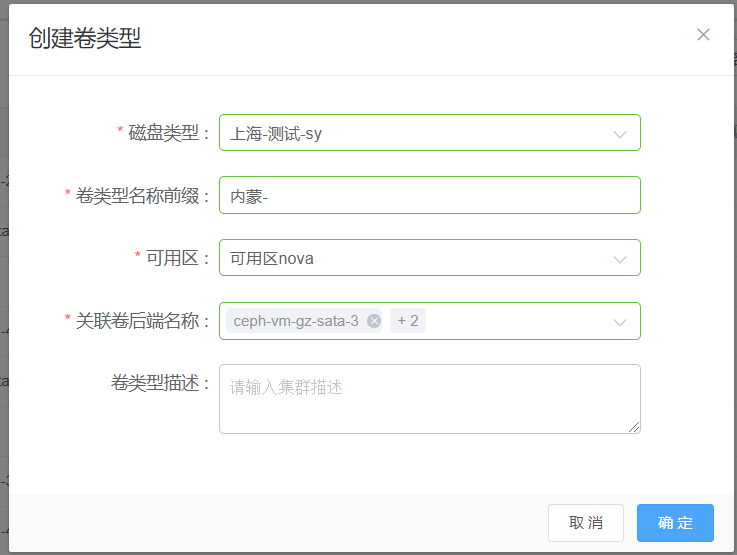 创建卷类型
* 磁盘类型： 上海-测试-sy
* 卷类型名称前缀： 内蒙-
* 可用区： 可用区nova
* 关联卷后端名称： ceph-vm-gz-sata-3 + 2
卷类型描述： 请输入集群描述
取 消 确 定